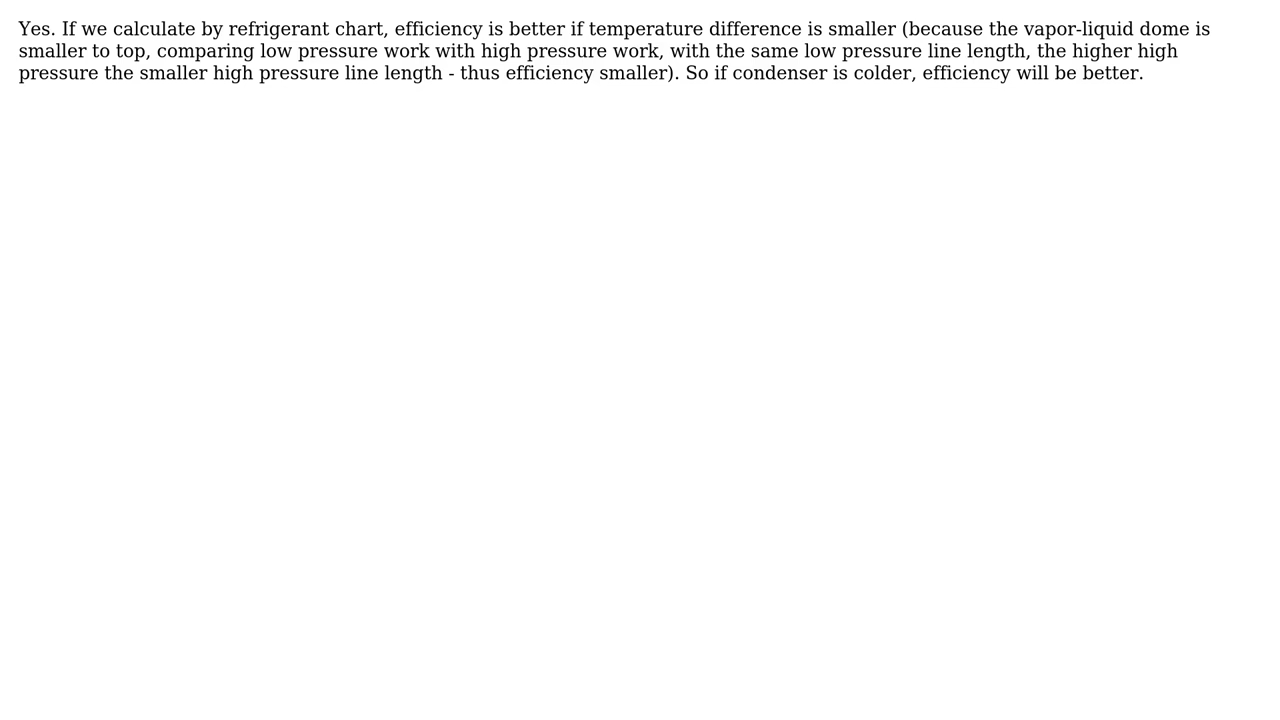 Yes. If we calculate by refrigerant chart, efficiency is better if temperature difference is smaller (because the vapor-liquid dome is
smaller to top, comparing low pressure work with high pressure work, with the same low pressure line length, the higher high
pressure the smaller high pressure line length - thus efficiency smaller). So if condenser is colder, efficiency will be better.